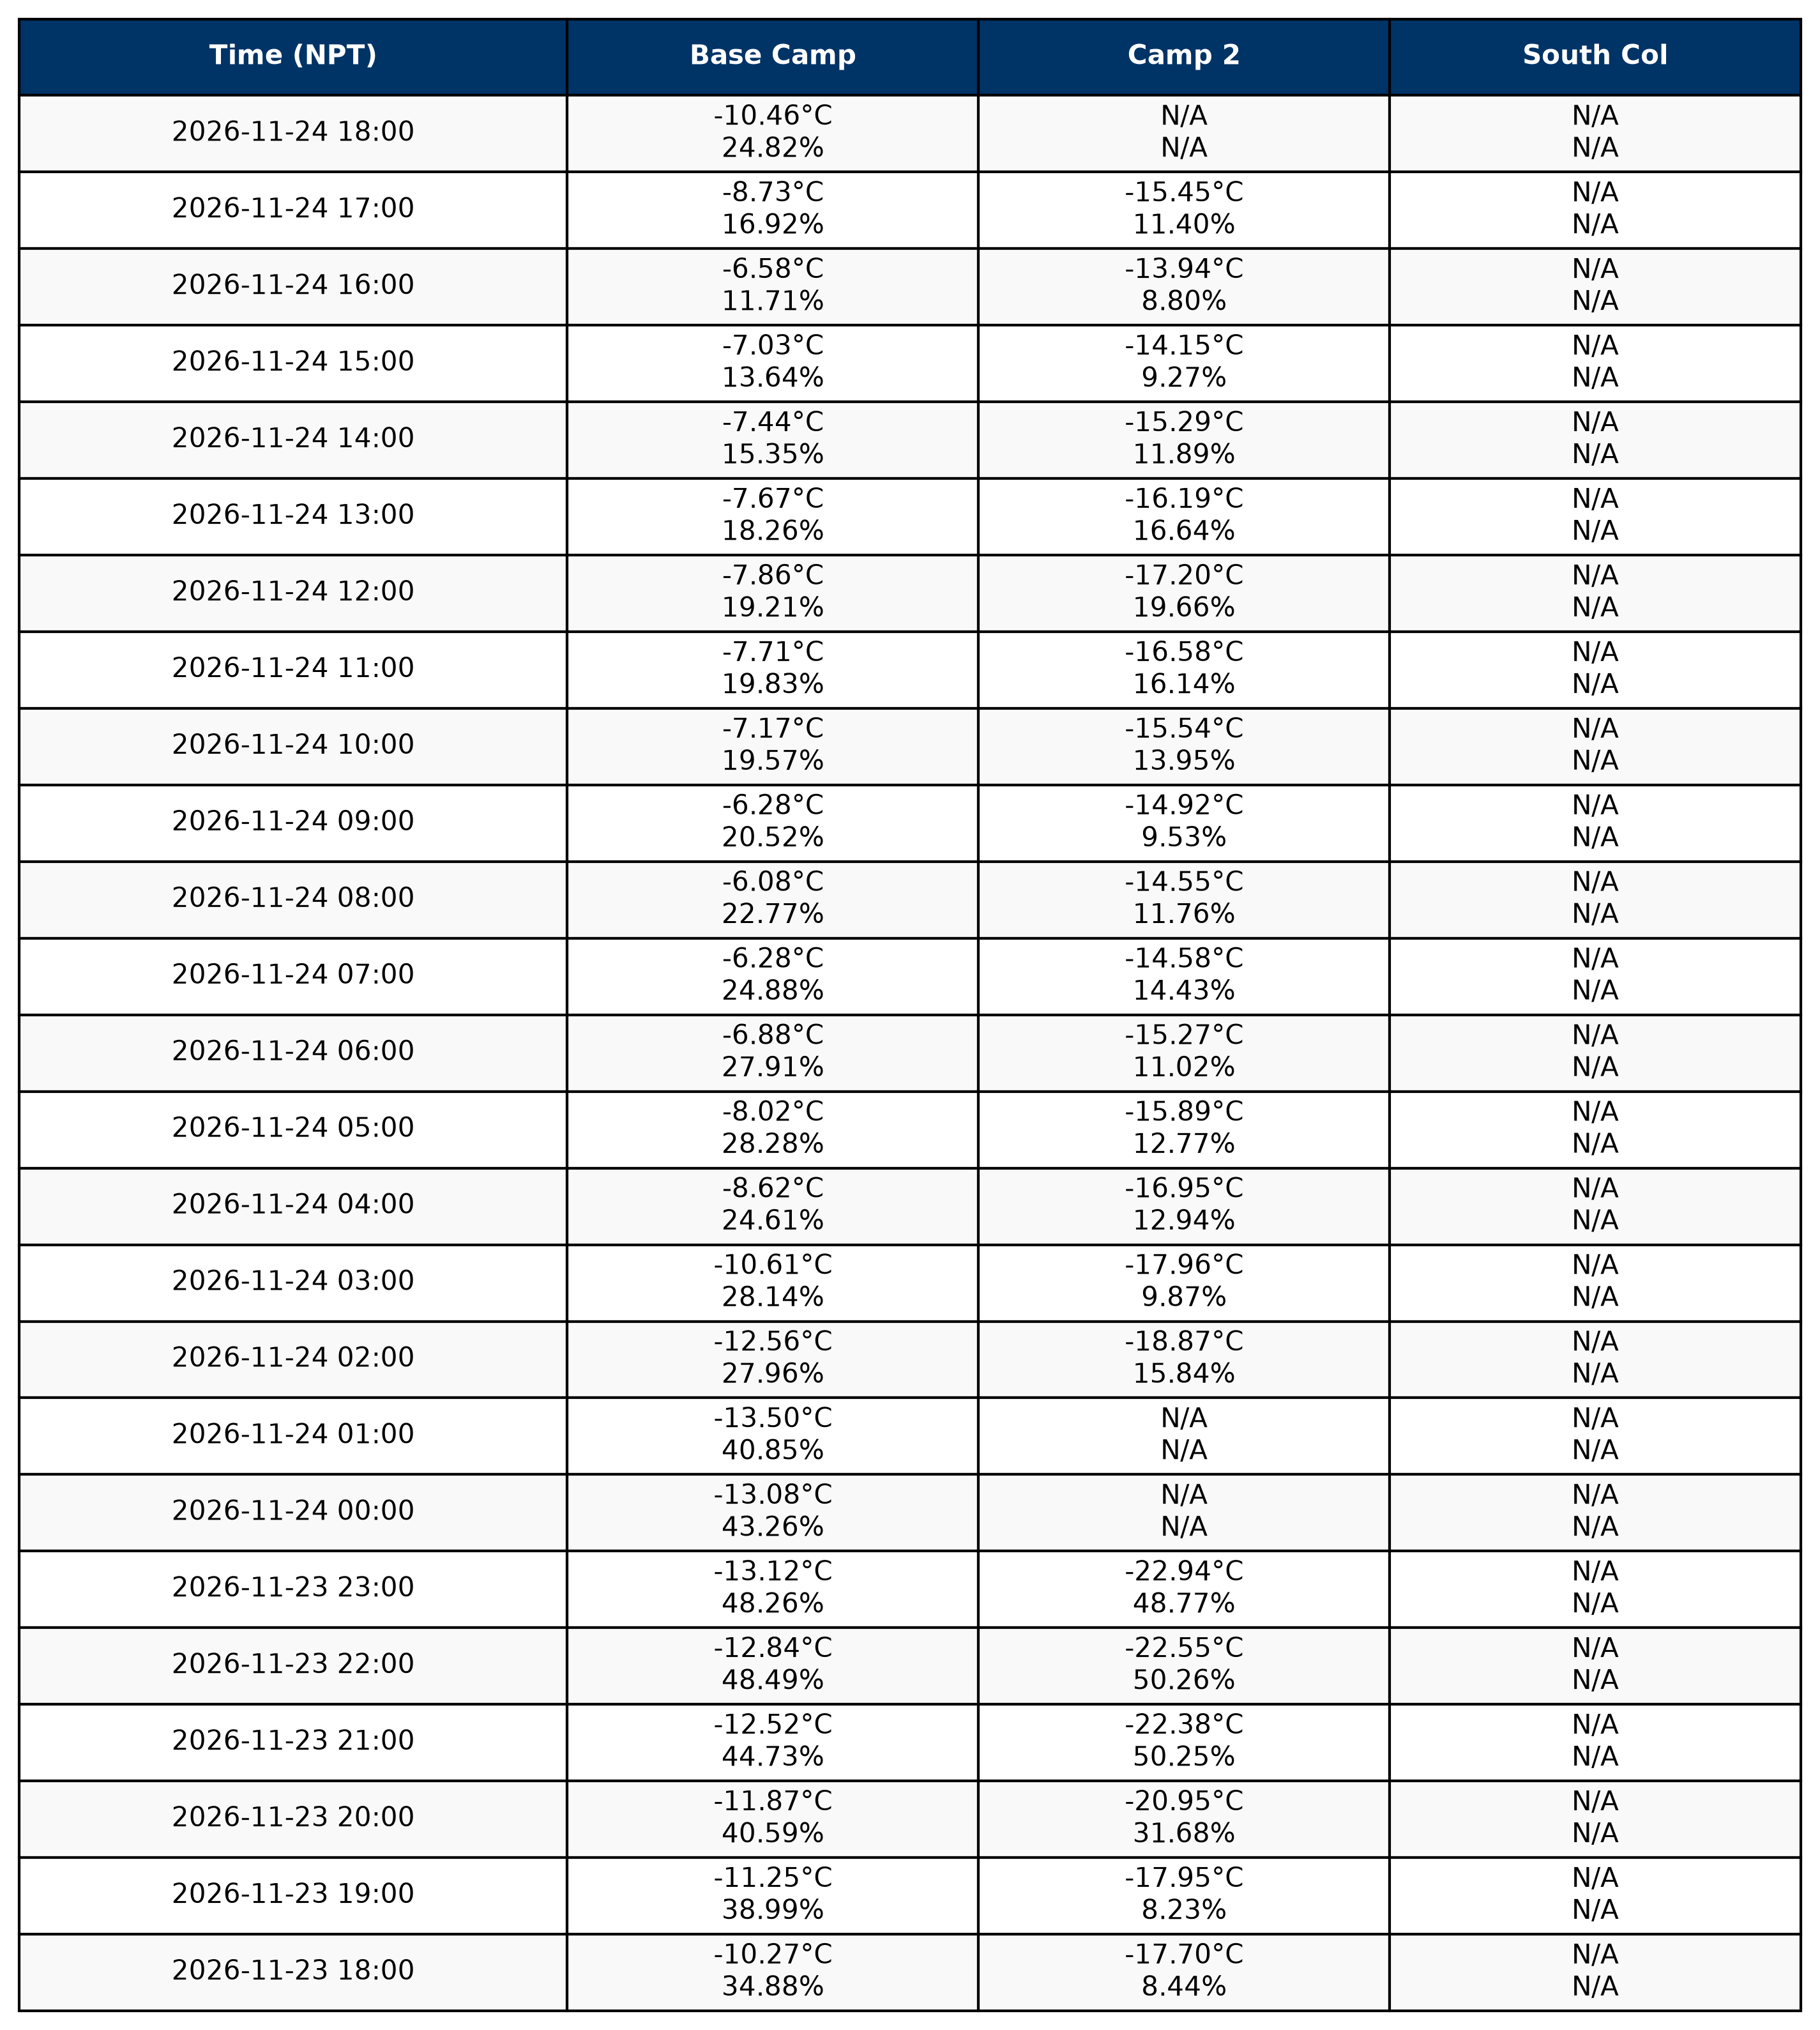 Time (NPT) Base Camp Camp 2 South Col
2026-11-24 18:00 -10.46°C N/A N/A
24.82% N/A N/A
2026-11-24 17:00 -8.73°C -15.45°C N/A
16.92% 11.40% N/A
2026-11-24 16:00 -6.58°C -13.94°C N/A
11.71% 8.80% N/A
2026-11-24 15:00 -7.03°C -14.15°C N/A
13.64% 9.27% N/A
2026-11-24 14:00 -7.44°C -15.29°C N/A
15.35% 11.89% N/A
2026-11-24 13:00 -7.67°C -16.19°C N/A
18.26% 16.64% N/A
2026-11-24 12:00 -7.86°C -17.20°C N/A
19.21% 19.66% N/A
2026-11-24 11:00 -7.71°C -16.58°C N/A
19.83% 16.14% N/A
2026-11-24 10:00 -7.17°C -15.54°C N/A
19.57% 13.95% N/A
2026-11-24 09:00 -6.28°C -14.92°C N/A
20.52% 9.53% N/A
2026-11-24 08:00 -6.08°C -14.55°C N/A
22.77% 11.76% N/A
2026-11-24 07:00 -6.28°C -14.58°C N/A
24.88% 14.43% N/A
2026-11-24 06:00 -6.88°C -15.27°C N/A
27.91% 11.02% N/A
2026-11-24 05:00 -8.02°C -15.89°C N/A
28.28% 12.77% N/A
2026-11-24 04:00 -8.62°C -16.95°C N/A
24.61% 12.94% N/A
2026-11-24 03:00 -10.61°C -17.96°C N/A
28.14% 9.87% N/A
2026-11-24 02:00 -12.56°C -18.87°C N/A
27.96% 15.84% N/A
2026-11-24 01:00 -13.50°C N/A N/A
40.85% N/A N/A
2026-11-24 00:00 -13.08°C N/A N/A
43.26% N/A N/A
2026-11-23 23:00 -13.12°C -22.94°C N/A
48.26% 48.77% N/A
2026-11-23 22:00 -12.84°C -22.55°C N/A
48.49% 50.26% N/A
2026-11-23 21:00 -12.52°C -22.38°C N/A
44.73% 50.25% N/A
2026-11-23 20:00 -11.87°C -20.95°C N/A
40.59% 31.68% N/A
2026-11-23 19:00 -11.25°C -17.95°C N/A
38.99% 8.23% N/A
2026-11-23 18:00 -10.27°C -17.70°C N/A
34.88% 8.44% N/A